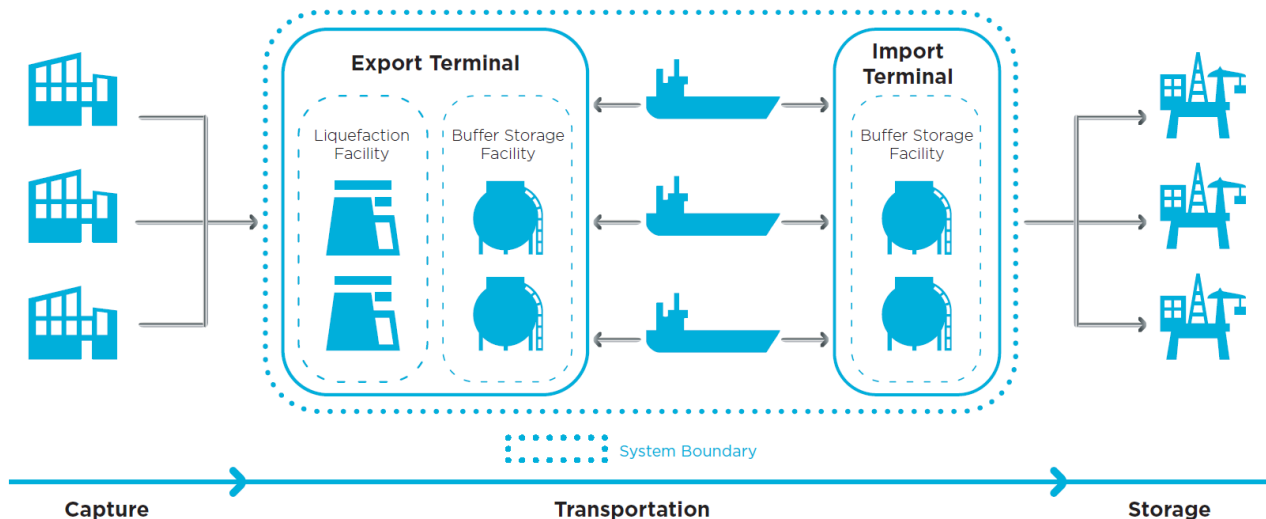 Export Terminal
Import
Terminal
Liquefaction
Facility
Buffer Storage
Facility
Buffer Storage
Facility
System Boundary
Capture
Transportation
Storage